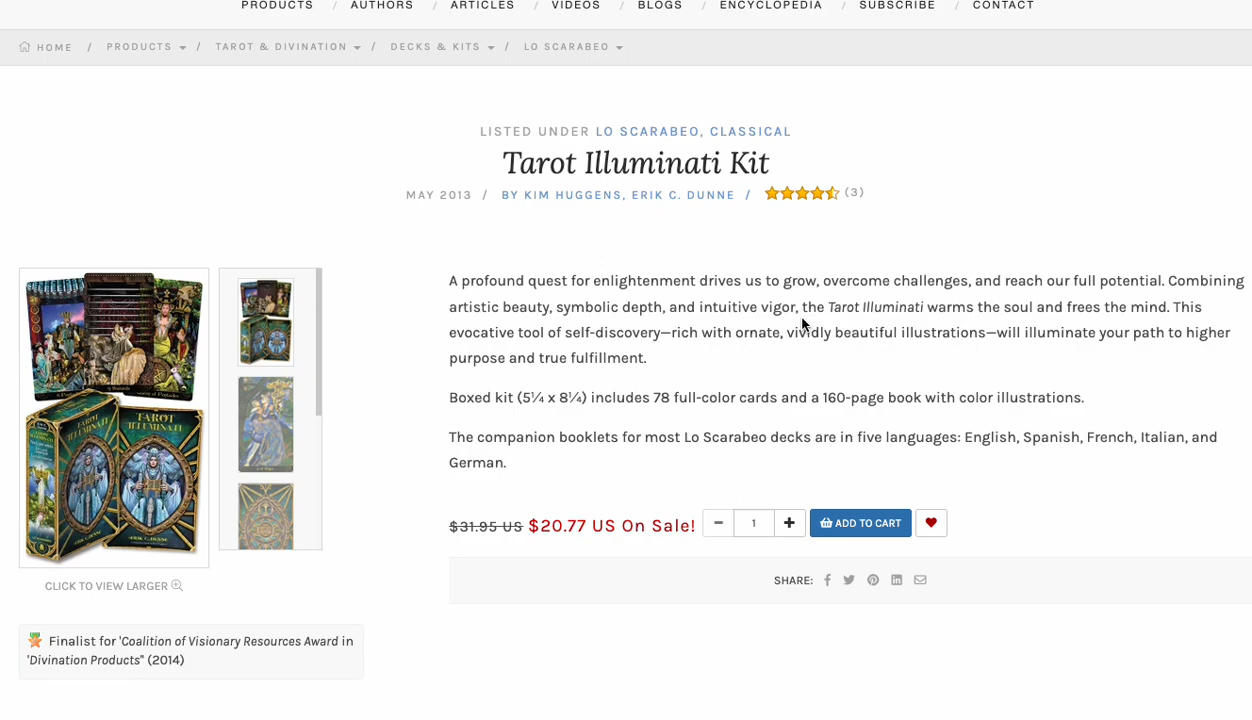 PRODUCTS / AUTHORS / ARTICLES / VIDEOS / BLOGS / ENCYCLOPEDIA / SUBSCRIBE / CONTACT
HOME / PRODUCTS / TAROT & DIVINATION / DECKS & KITS / LO SCARABEO
LISTED UNDER LO SCARABEO, CLASSICAL
Tarot Illuminati Kit
MAY 2013 / BY KIM HUGGENS, ERIK C. DUNNE / (3)
TAROT ILLUMINATI
TAROT
ILLUMINATI
ERIK C. DUNNE
CLICK TO VIEW LARGER
Finalist for 'Coalition of Visionary Resources Award in
'Divination Products" (2014)
A profound quest for enlightenment drives us to grow, overcome challenges, and reach our full potential. Combining
artistic beauty, symbolic depth, and intuitive vigor, the Tarot Illuminati warms the soul and frees the mind. This
evocative tool of self-discovery—rich with ornate, vividly beautiful illustrations—will illuminate your path to higher
purpose and true fulfillment.
Boxed kit (5¼ x 8¼) includes 78 full-color cards and a 160-page book with color illustrations.
The companion booklets for most Lo Scarabeo decks are in five languages: English, Spanish, French, Italian, and
German.
$31.95 US $20.77 US On Sale! − 1 + ADD TO CART
SHARE: